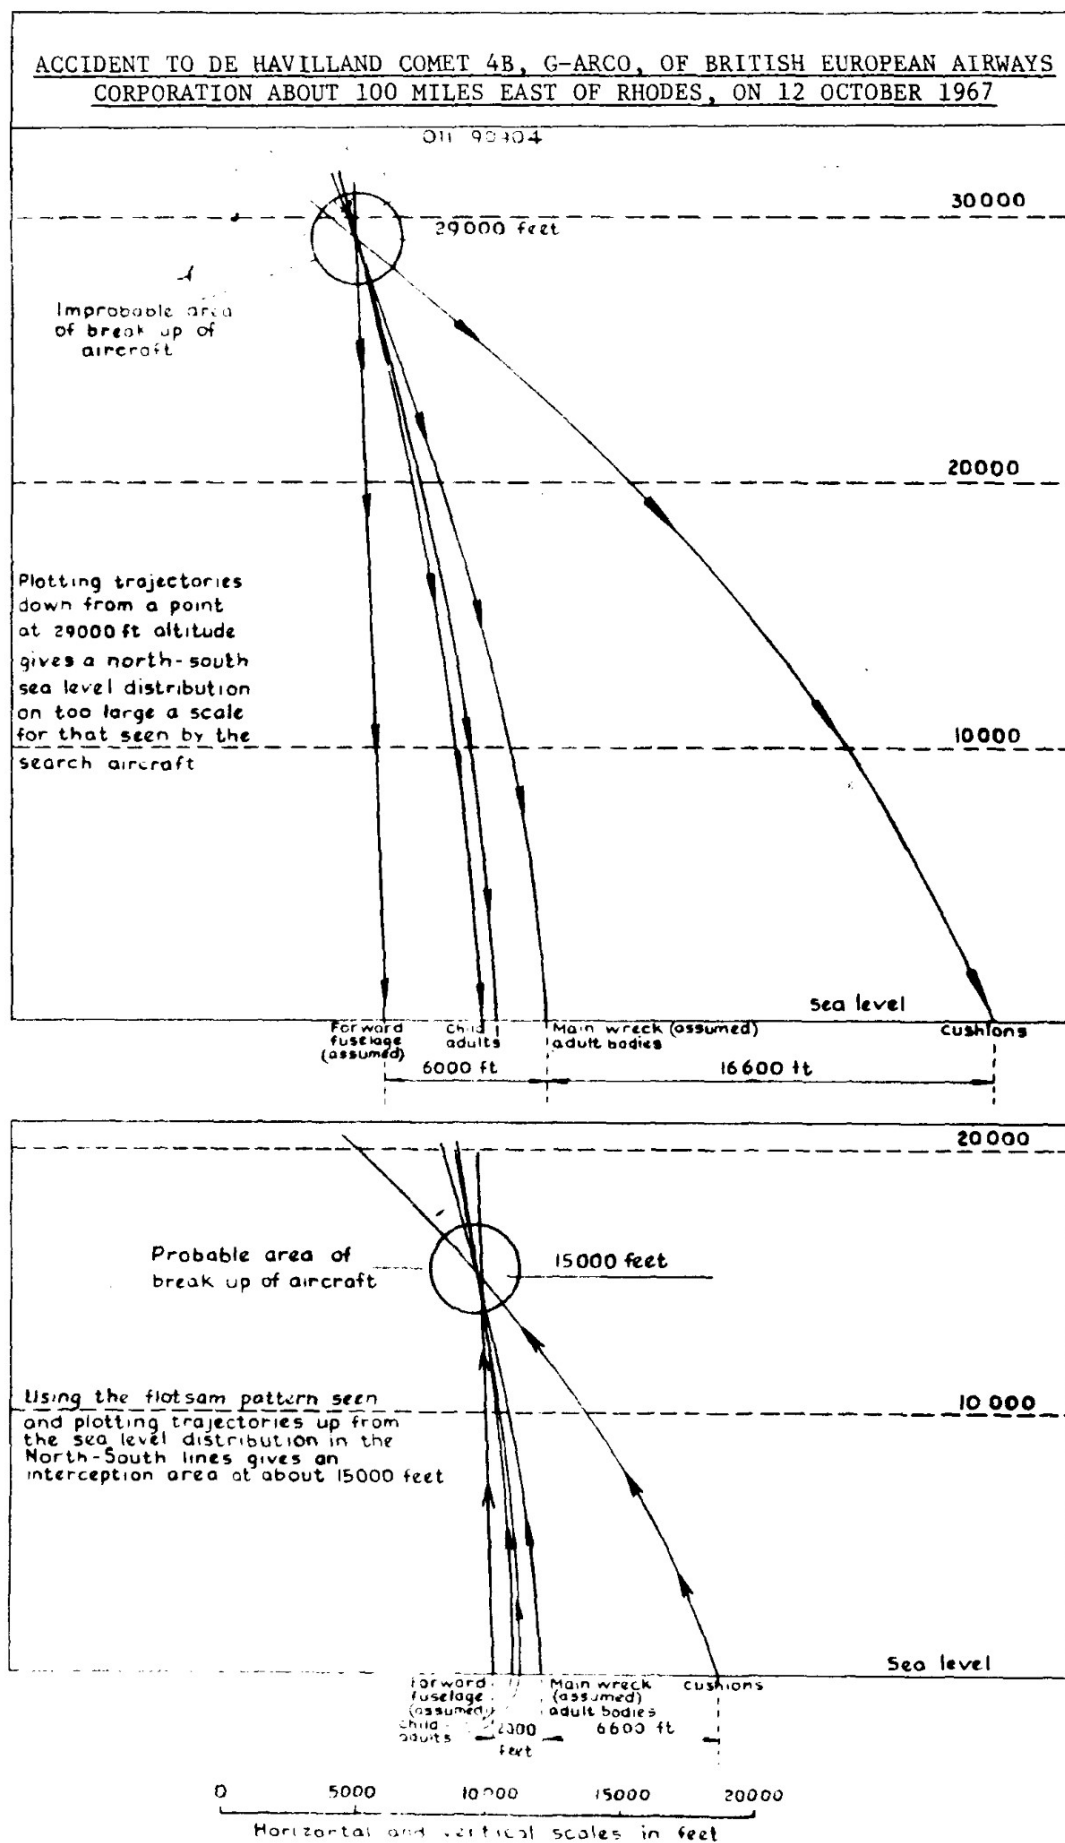 ACCIDENT TO DE HAVILLAND COMET 4B, G-ARCO, OF BRITISH EUROPEAN AIRWAYS
CORPORATION ABOUT 100 MILES EAST OF RHODES, ON 12 OCTOBER 1967
30000
29000 feet
Improbable area
of break up of
aircraft
20000
Plotting trajectories
down from a point
at 29000 ft altitude
gives a north-south
sea level distribution
on too large a scale
for that seen by the
search aircraft
10000
Sea level
Forward
fuselage
(assumed)
Child
adults
Main wreck (assumed)
adult bodies
Cushions
6000 ft
16600 ft
20000
Probable area of
break up of aircraft
15000 feet
Using the flotsam pattern seen
and plotting trajectories up from
the sea level distribution in the
North-South lines gives an
interception area at about 15000 feet
10000
Sea level
Forward
fuselage
(assumed)
Child
adults
Main wreck
(assumed)
adult bodies
Cushions
2000
feet
6600 ft
0 5000 10000 15000 20000
Horizontal and vertical scales in feet